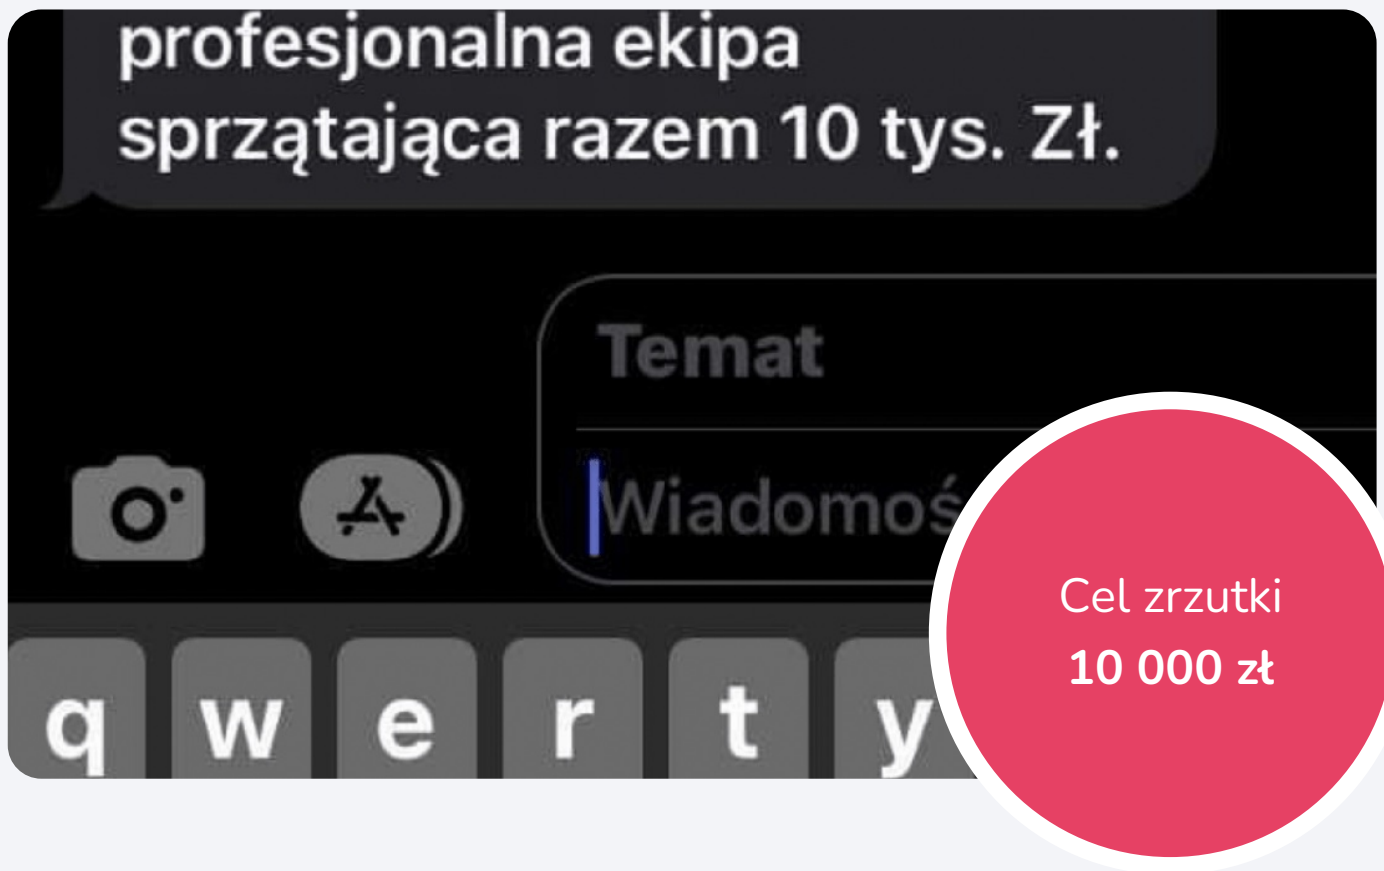 profesjonalna ekipa
sprzątająca razem 10 tys. Zł.
Temat
Wiadomoś
Cel zrzutki
10 000 zł
q w e r t y